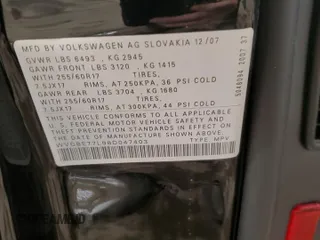 MFD BY VOLKSWAGEN AG SLOVAKIA 12/07
GVWR LBS 6493 , KG 2945
GAWR FRONT LBS 3120 , KG 1415
WITH 255/60R17 TIRES,
7.5JX17 RIMS, AT 250KPA, 36 PSI COLD
GAWR REAR LBS 3704 , KG 1680
WITH 255/60R17 TIRES,
7.5JX17 RIMS, AT 300KPA, 44 PSI COLD
THIS VEHICLE CONFORMS TO ALL APPLICABLE
FEDERAL MOTOR VEHICLE SAFETY STANDARDS
IN EFFECT ON
THE DATE OF MANUFACTURE SHOWN ABOVE
TYPE: MPV
2007 37